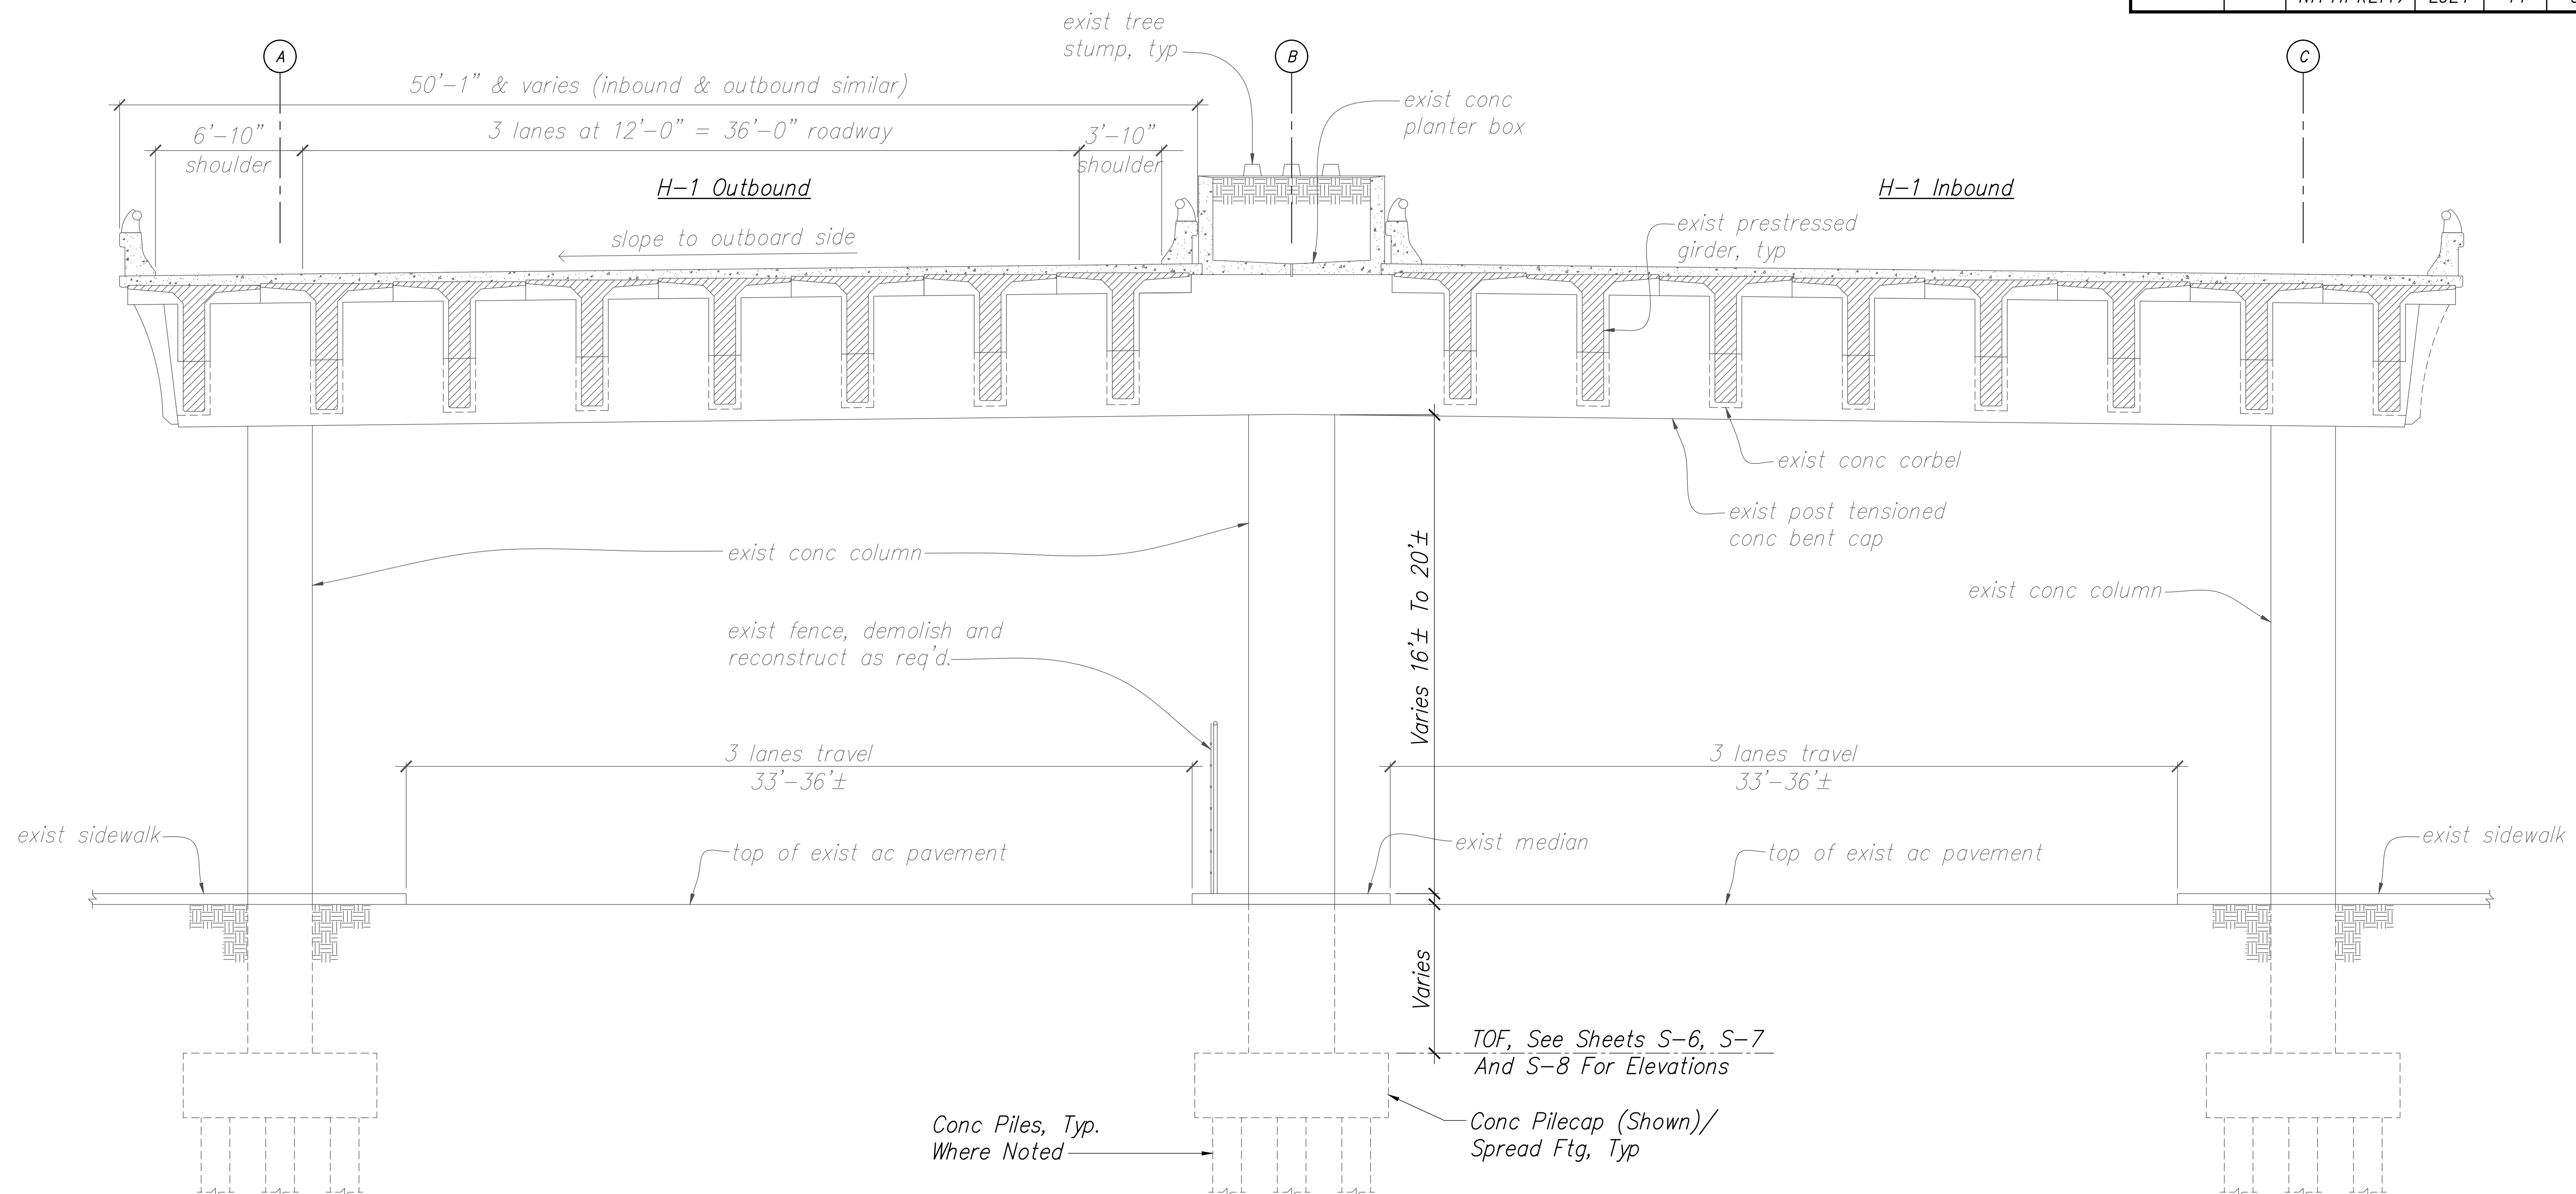 exist tree
stump, typ
A
B
C
50'-1" & varies (inbound & outbound similar)
6'-10"
shoulder
3 lanes at 12'-0" = 36'-0" roadway
3'-10"
shoulder
exist conc
planter box
H-1 Outbound
H-1 Inbound
slope to outboard side
exist prestressed
girder, typ
exist conc corbel
exist post tensioned
conc bent cap
exist conc column
exist conc column
Varies 16'± To 20'±
exist fence, demolish and
reconstruct as req'd.
3 lanes travel
33'-36'±
3 lanes travel
33'-36'±
exist sidewalk
top of exist ac pavement
exist median
top of exist ac pavement
exist sidewalk
Varies
TOF, See Sheets S-6, S-7
And S-8 For Elevations
Conc Piles, Typ.
Where Noted
Conc Pilecap (Shown)/
Spread Ftg, Typ